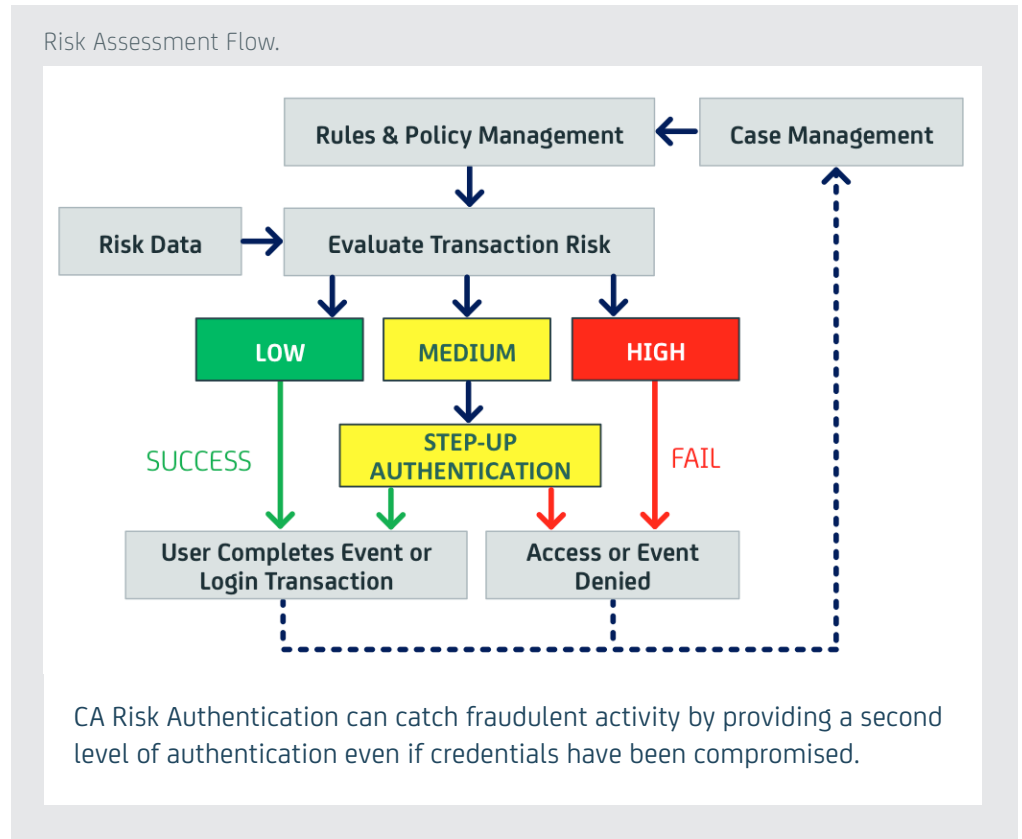 Risk Assessment Flow.
Rules & Policy Management
Case Management
Risk Data
Evaluate Transaction Risk
LOW
MEDIUM
HIGH
SUCCESS
STEP-UP
AUTHENTICATION
FAIL
User Completes Event or
Login Transaction
Access or Event
Denied
CA Risk Authentication can catch fraudulent activity by providing a second
level of authentication even if credentials have been compromised.